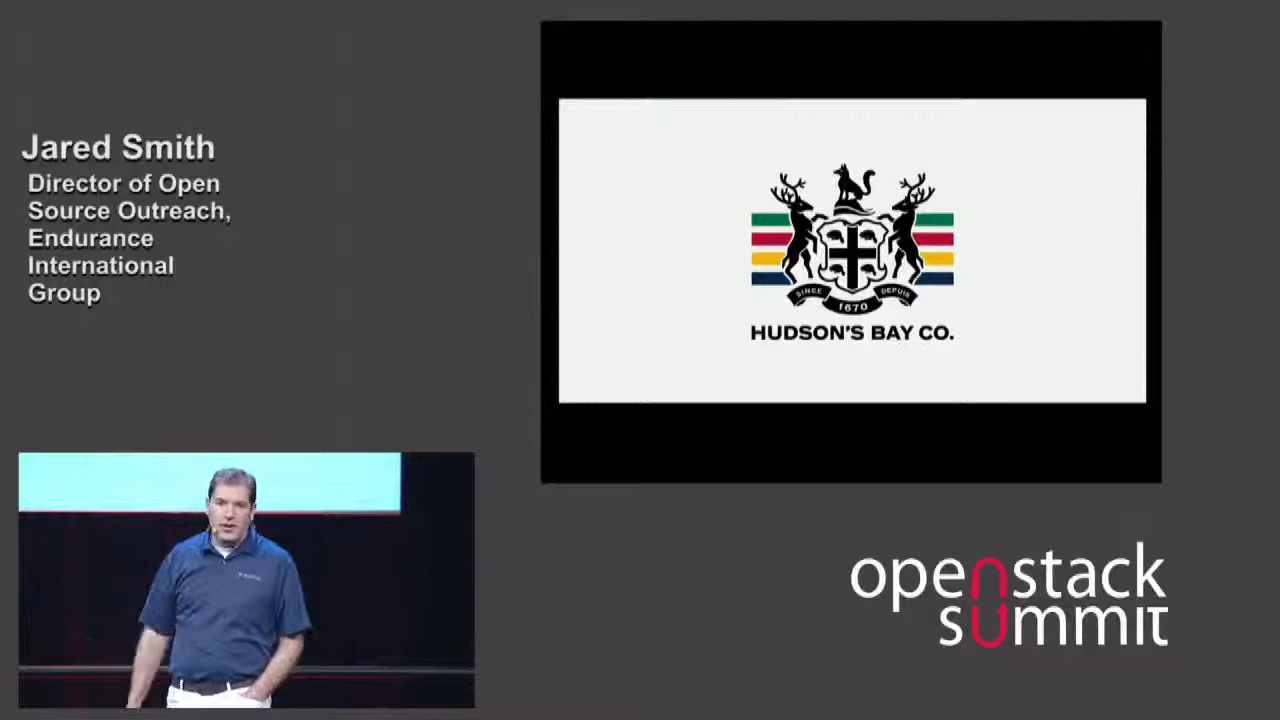 Jared Smith
Director of Open
Source Outreach,
Endurance
International
Group
SINCE DEPUIS
1670
HUDSON'S BAY CO.
openstack
summit